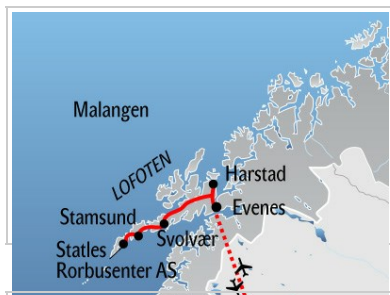 Malangen
LOFOTEN
Harstad
Evenes
Stamsund
Svolvær
Statles
Rorbusenter AS